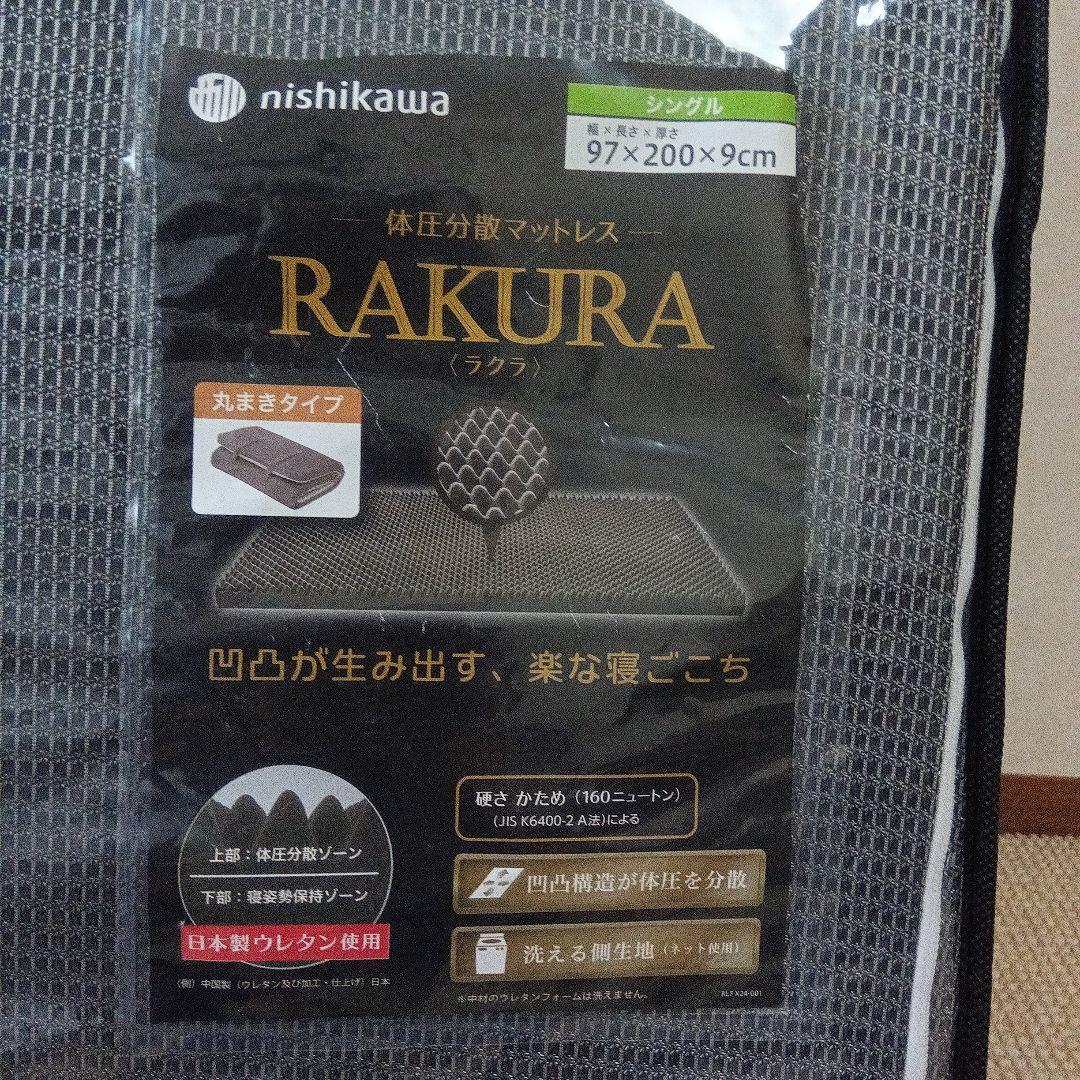 nishikawa
シングル
幅×長さ×厚さ
97×200×9cm
体圧分散マットレス
RAKURA
〈ラクラ〉
丸まきタイプ
凹凸が生み出す、楽な寝ごこち
上部：体圧分散ゾーン
下部：寝姿勢保持ゾーン
日本製ウレタン使用
（側）中国製（ウレタン及び加工・仕上げ）日本
硬さ かため（160ニュートン）
（JIS K6400-2 A法）による
凹凸構造が体圧を分散
洗える側生地（ネット使用）
※中材のウレタンフォームは洗えません。